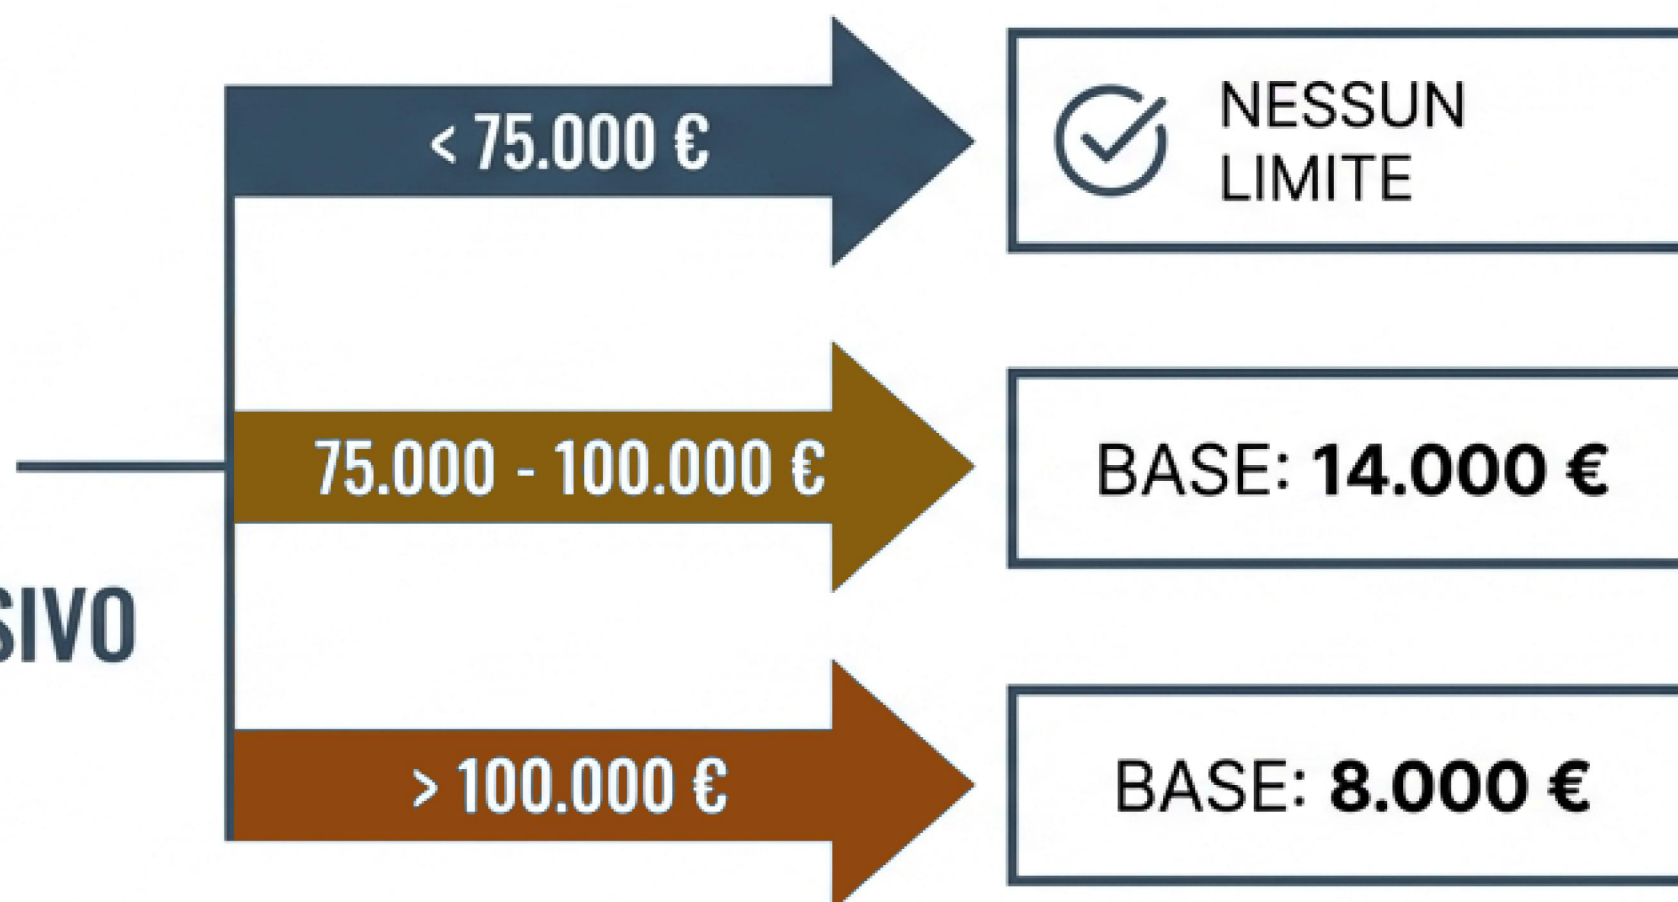 < 75.000 €
NESSUN
LIMITE
75.000 - 100.000 €
BASE: 14.000 €
SIVO
> 100.000 €
BASE: 8.000 €